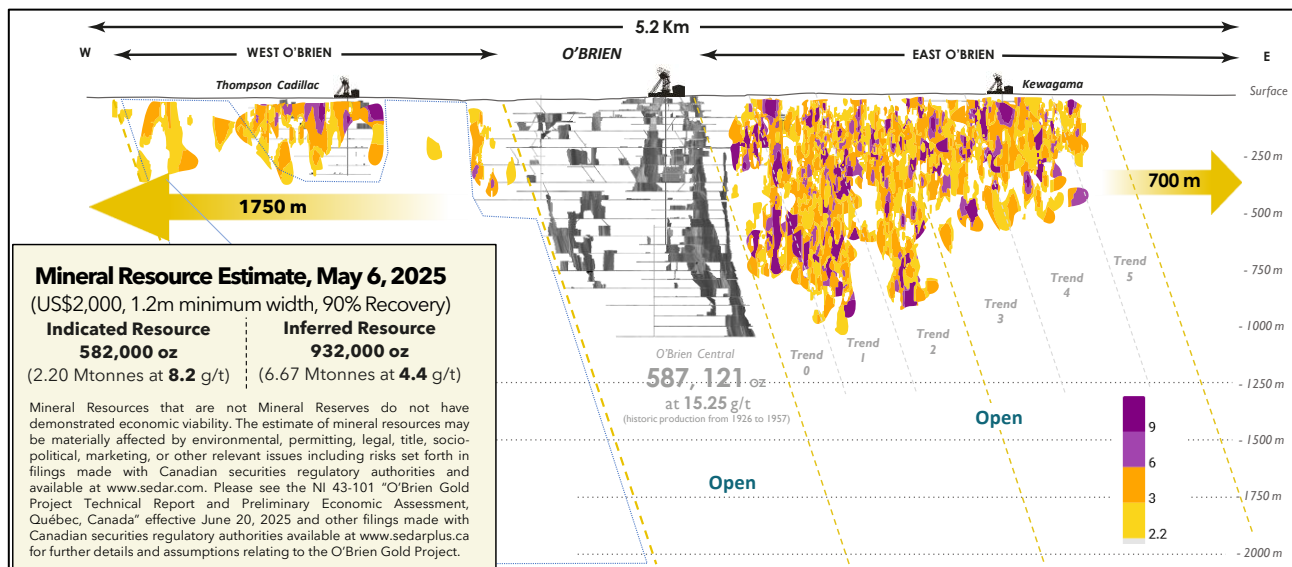 5.2 Km
W
WEST O'BRIEN
O'BRIEN
EAST O'BRIEN
E
Thompson Cadillac
Kewagama
Surface
- 250 m
- 500 m
- 750 m
- 1000 m
- 1250 m
- 1500 m
- 1750 m
- 2000 m
1750 m
700 m
Mineral Resource Estimate, May 6, 2025
(US$2,000, 1.2m minimum width, 90% Recovery)
Indicated Resource
582,000 oz
(2.20 Mtonnes at 8.2 g/t)
Inferred Resource
932,000 oz
(6.67 Mtonnes at 4.4 g/t)
Mineral Resources that are not Mineral Reserves do not have
demonstrated economic viability. The estimate of mineral resources may
be materially affected by environmental, permitting, legal, title, socio-
political, marketing, or other relevant issues including risks set forth in
filings made with Canadian securities regulatory authorities and
available at www.sedar.com. Please see the NI 43-101 "O'Brien Gold
Project Technical Report and Preliminary Economic Assessment,
Québec, Canada" effective June 20, 2025 and other filings made with
Canadian securities regulatory authorities available at www.sedarplus.ca
for further details and assumptions relating to the O'Brien Gold Project.
O'Brien Central
587, 121 oz
at 15.25 g/t
(historic production from 1926 to 1957)
Trend
0
Trend
1
Trend
2
Trend
3
Trend
4
Trend
5
Open
Open
9
6
3
2.2